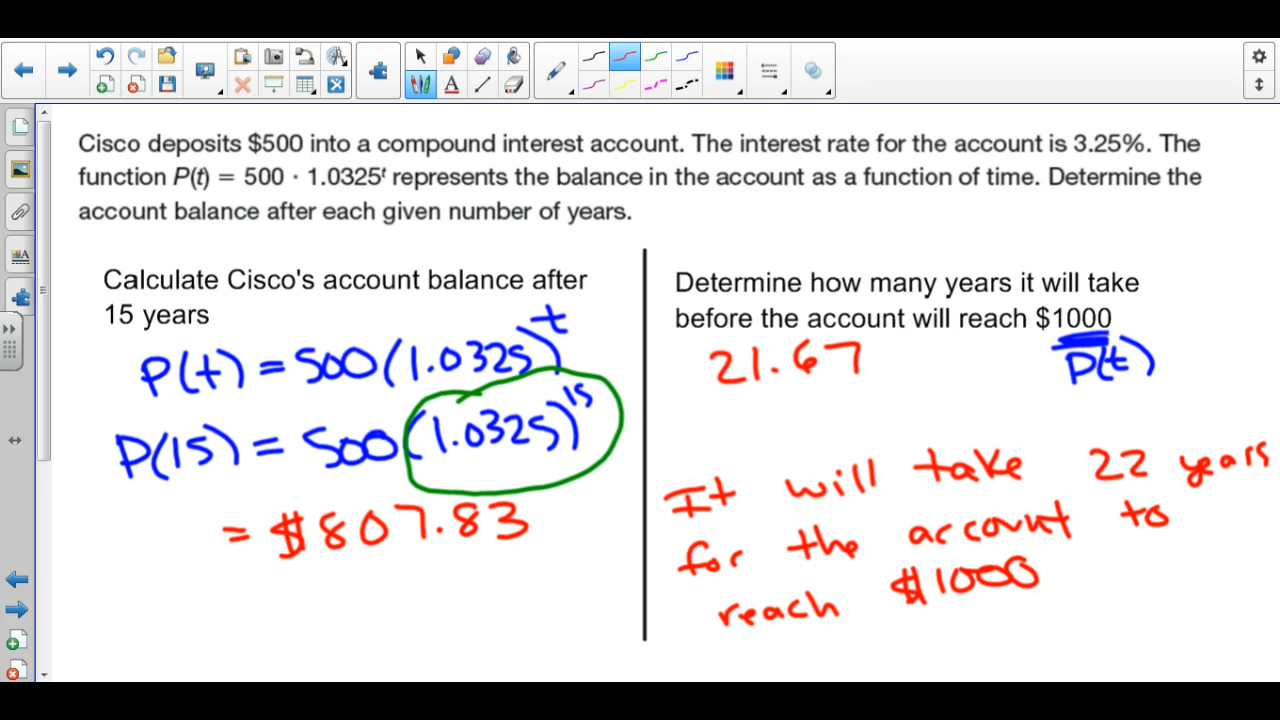 Cisco deposits $500 into a compound interest account. The interest rate for the account is 3.25%. The
function P(t) = 500 · 1.0325ᵗ represents the balance in the account as a function of time. Determine the
account balance after each given number of years.
Calculate Cisco's account balance after
15 years
P(t) = 500(1.0325)ᵗ
P(15) = 500(1.0325)¹⁵
= $807.83
Determine how many years it will take
before the account will reach $1000
21.67
P(t)
It will take 22 years
for the account to
reach $1000